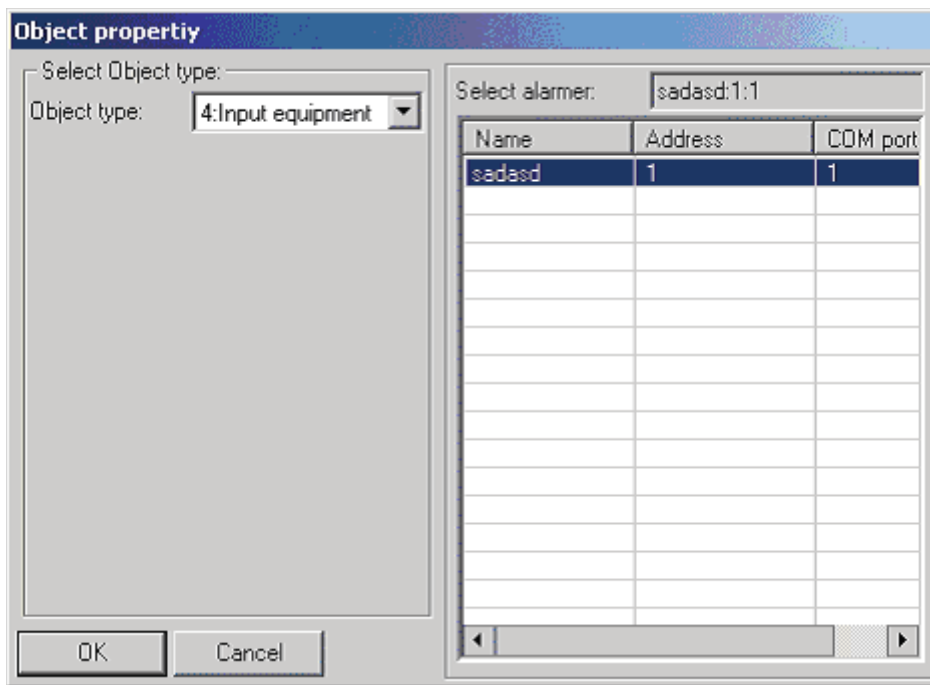 Object propertiy
Select Object type:
Object type: 4:Input equipment
Select alarmer: sadasd:1:1
Name Address COM port
sadasd 1 1
OK Cancel